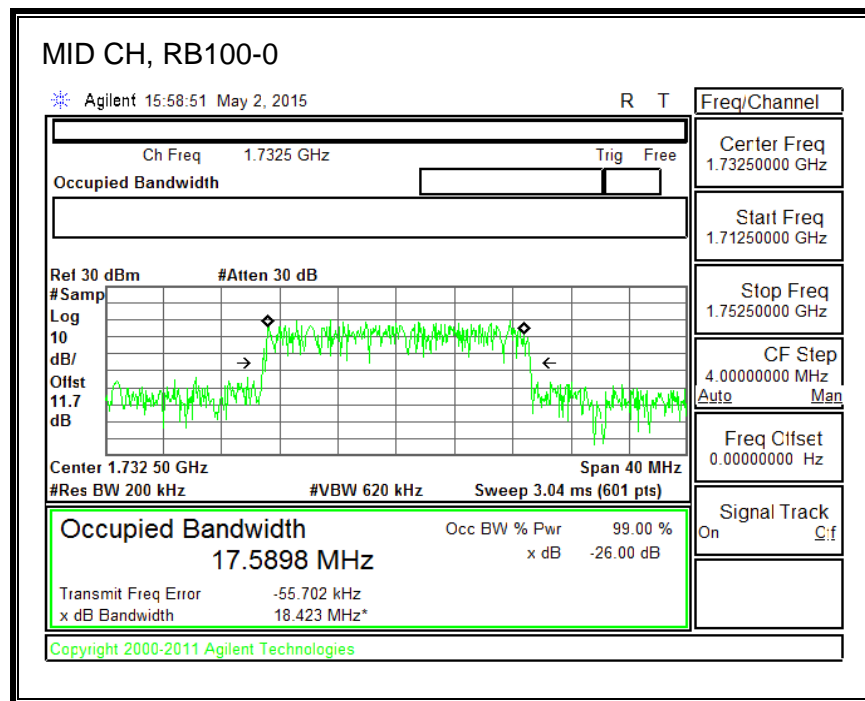 MID CH, RB100-0
Agilent 15:58:51 May 2, 2015 R T
Freq/Channel
Ch Freq 1.7325 GHz Trig Free
Occupied Bandwidth
Center Freq
1.73250000 GHz
Start Freq
1.71250000 GHz
Stop Freq
1.75250000 GHz
CF Step
4.00000000 MHz
Auto Man
Freq Offset
0.00000000 Hz
Signal Track
On Off
Ref 30 dBm #Atten 30 dB
#Samp
Log
10
dB/
Offst
11.7
dB
Center 1.732 50 GHz Span 40 MHz
#Res BW 200 kHz #VBW 620 kHz Sweep 3.04 ms (601 pts)
Occupied Bandwidth Occ BW % Pwr 99.00 %
17.5898 MHz x dB -26.00 dB
Transmit Freq Error -55.702 kHz
x dB Bandwidth 18.423 MHz*
Copyright 2000-2011 Agilent Technologies